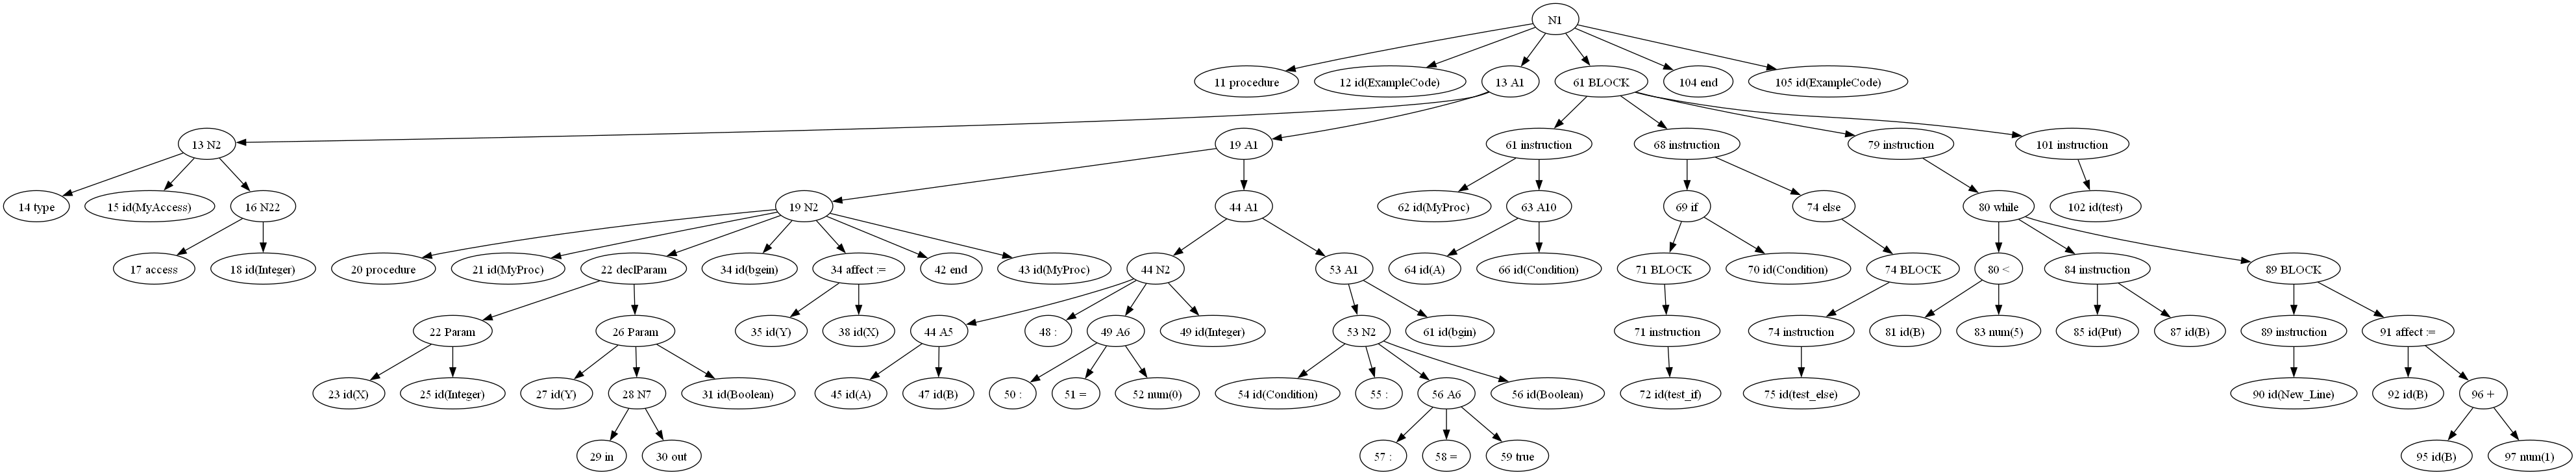 N1
11 procedure
12 id(ExampleCode)
13 A1
61 BLOCK
104 end
105 id(ExampleCode)
13 N2
19 A1
61 instruction
68 instruction
79 instruction
101 instruction
14 type
15 id(MyAccess)
16 N22
19 N2
44 A1
62 id(MyProc)
63 A10
69 if
74 else
80 while
102 id(test)
17 access
18 id(Integer)
20 procedure
21 id(MyProc)
22 declParam
34 id(bgein)
34 affect :=
42 end
43 id(MyProc)
44 N2
53 A1
64 id(A)
66 id(Condition)
71 BLOCK
70 id(Condition)
74 BLOCK
80 <
84 instruction
89 BLOCK
22 Param
26 Param
35 id(Y)
38 id(X)
44 A5
48 :
49 A6
49 id(Integer)
53 N2
61 id(bgin)
71 instruction
74 instruction
81 id(B)
83 num(5)
85 id(Put)
87 id(B)
89 instruction
91 affect :=
23 id(X)
25 id(Integer)
27 id(Y)
28 N7
31 id(Boolean)
45 id(A)
47 id(B)
50 :
51 =
52 num(0)
54 id(Condition)
55 :
56 A6
56 id(Boolean)
72 id(test_if)
75 id(test_else)
90 id(New_Line)
92 id(B)
96 +
29 in
30 out
57 :
58 =
59 true
95 id(B)
97 num(1)